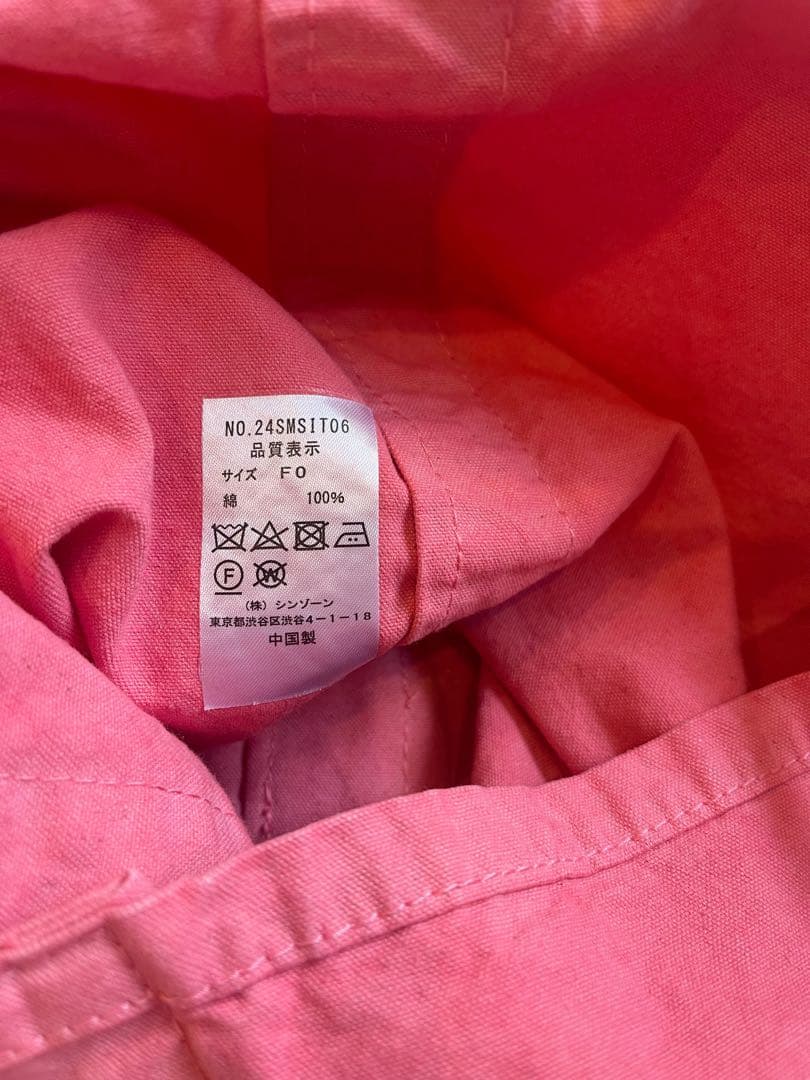 NO.24SMSIT06
品質表示
サイズ FO
綿 100%
F W
(株) シンゾーン
東京都渋谷区渋谷4-1-18
中国製